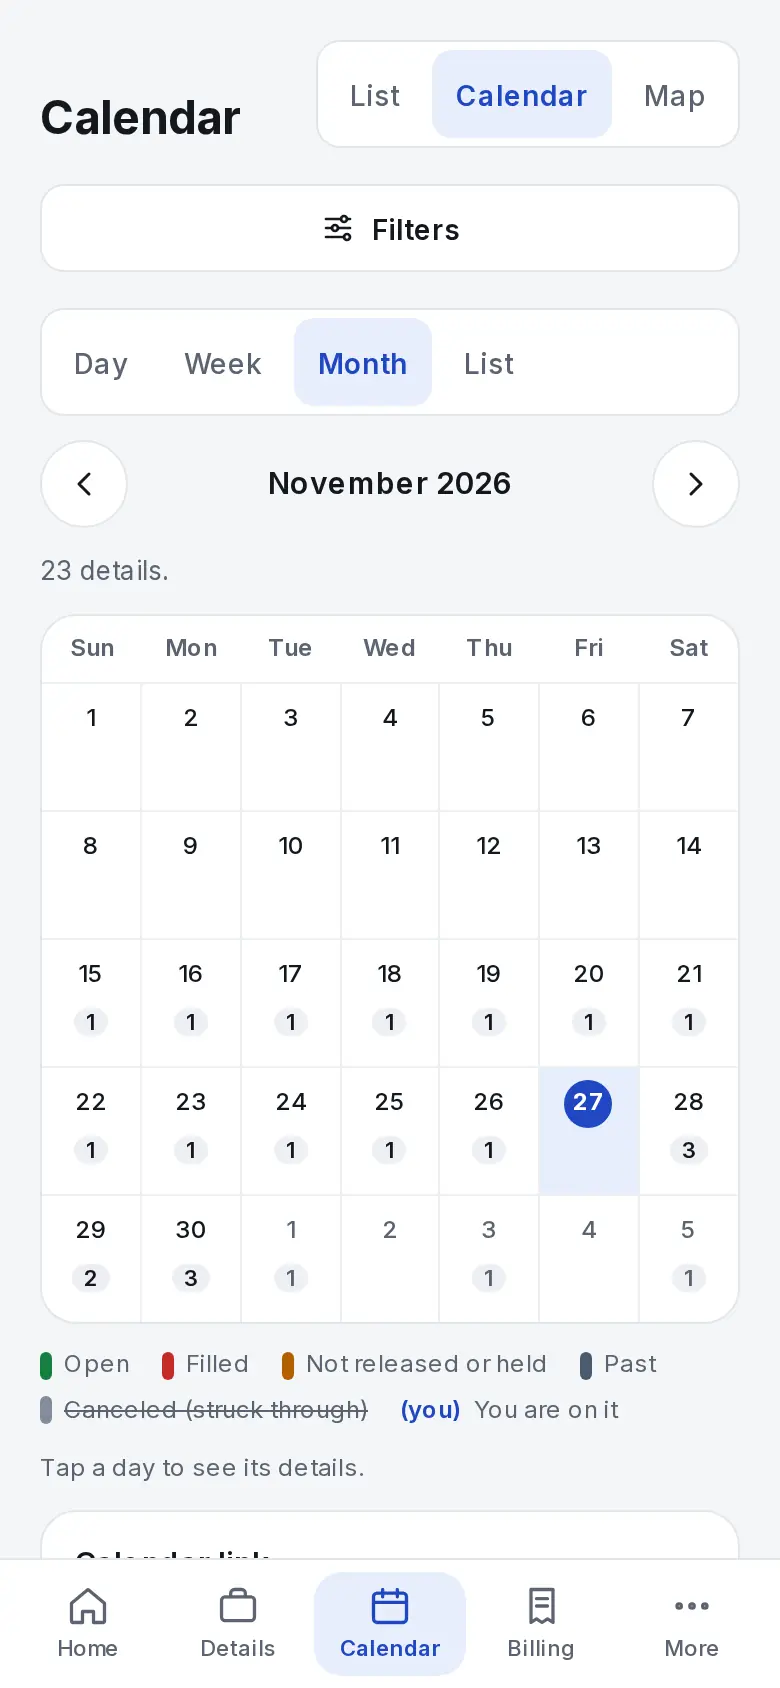 Calendar
List Calendar Map
Filters
Day Week Month List
November 2026
23 details.
Sun Mon Tue Wed Thu Fri Sat
1 2 3 4 5 6 7
8 9 10 11 12 13 14
15 16 17 18 19 20 21
1 1 1 1 1 1 1
22 23 24 25 26 27 28
1 1 1 1 1 3
29 30 1 2 3 4 5
2 3 1 1 1
Open Filled Not released or held Past
Canceled (struck through) (you) You are on it
Tap a day to see its details.
Calendar link
Home Details Calendar Billing More